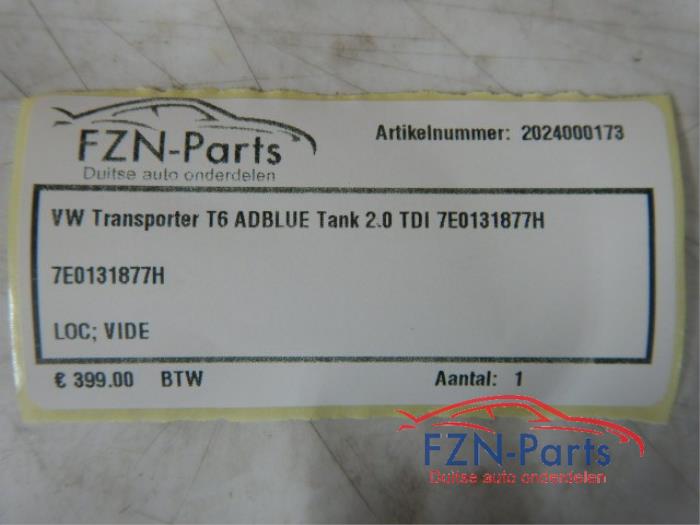 FZN-Parts
Duitse auto onderdelen
Artikelnummer: 2024000173
VW Transporter T6 ADBLUE Tank 2.0 TDI 7E0131877H
7E0131877H
LOC; VIDE
€ 399.00 BTW Aantal: 1
FZN-Parts
Duitse auto onderdelen